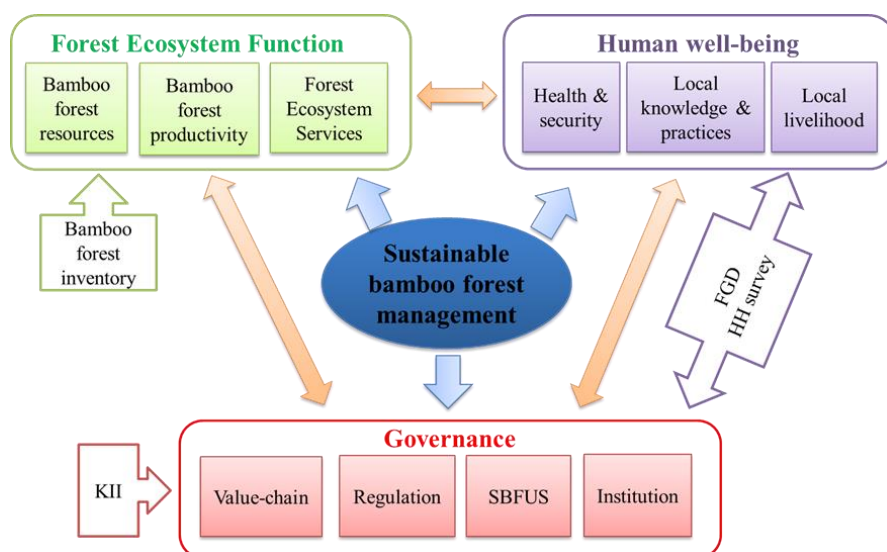 Forest Ecosystem Function
Bamboo
forest
resources
Bamboo
forest
productivity
Forest
Ecosystem
Services
Human well-being
Health &
security
Local
knowledge &
practices
Local
livelihood
Bamboo
forest
inventory
Sustainable
bamboo forest
management
FGD
HH survey
Governance
KII
Value-chain
Regulation
SBFUS
Institution